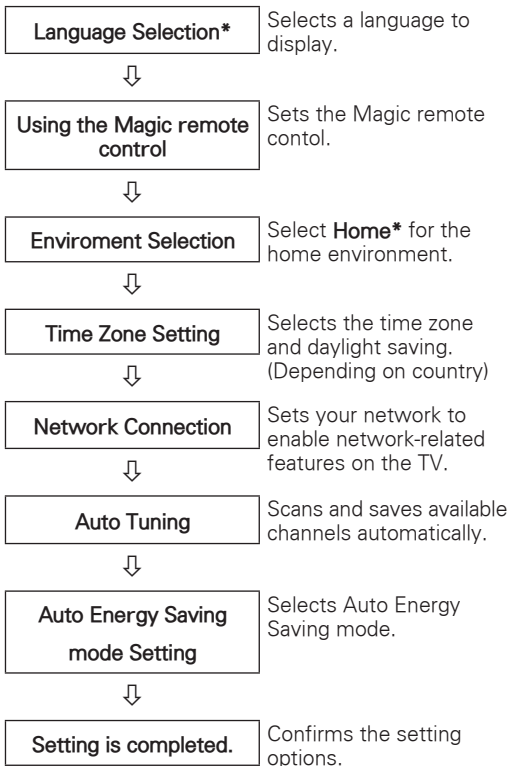 Language Selection*
Selects a language to
display.
Using the Magic remote
control
Sets the Magic remote
contol.
Enviroment Selection
Select Home* for the
home environment.
Time Zone Setting
Selects the time zone
and daylight saving.
(Depending on country)
Network Connection
Sets your network to
enable network-related
features on the TV.
Auto Tuning
Scans and saves available
channels automatically.
Auto Energy Saving
mode Setting
Selects Auto Energy
Saving mode.
Setting is completed.
Confirms the setting
options.